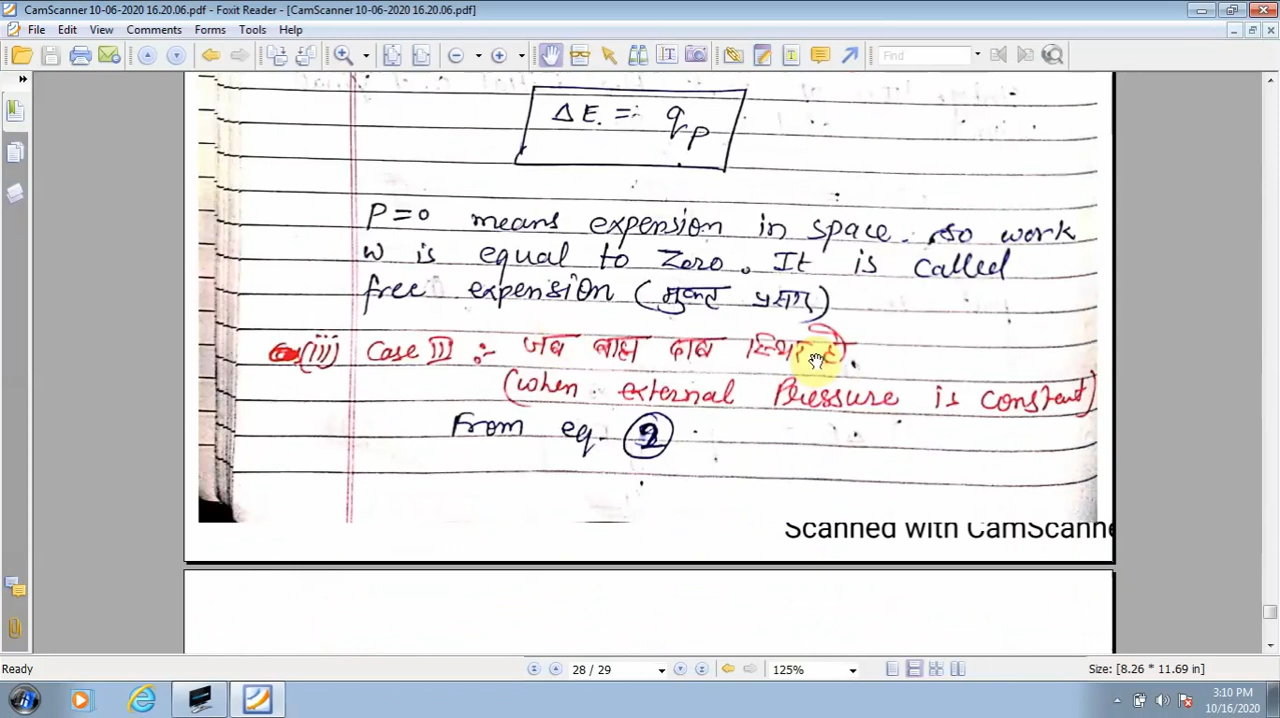 CamScanner 10-06-2020 16.20.06.pdf - Foxit Reader - [CamScanner 10-06-2020 16.20.06.pdf]
File Edit View Comments Forms Tools Help
Find
ΔE = qP
P=0 means expension in space. so work
w is equal to zero. It is called
free expension (मुक्त प्रसार)
(iii) Case III :- जब बाह्य दाब स्थिर है।
(when external Pressure is constant)
From eq. 2
Scanned with CamScanne
Ready
28 / 29
125%
Size: [8.26 * 11.69 in]
3:10 PM
10/16/2020